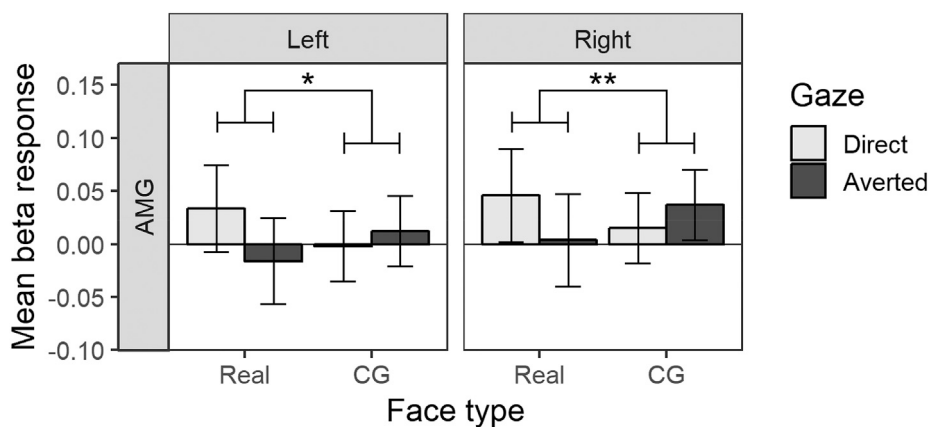 Left
Right
*
**
Mean beta response
AMG
0.15
0.10
0.05
0.00
-0.05
-0.10
Real
CG
Real
CG
Face type
Gaze
Direct
Averted